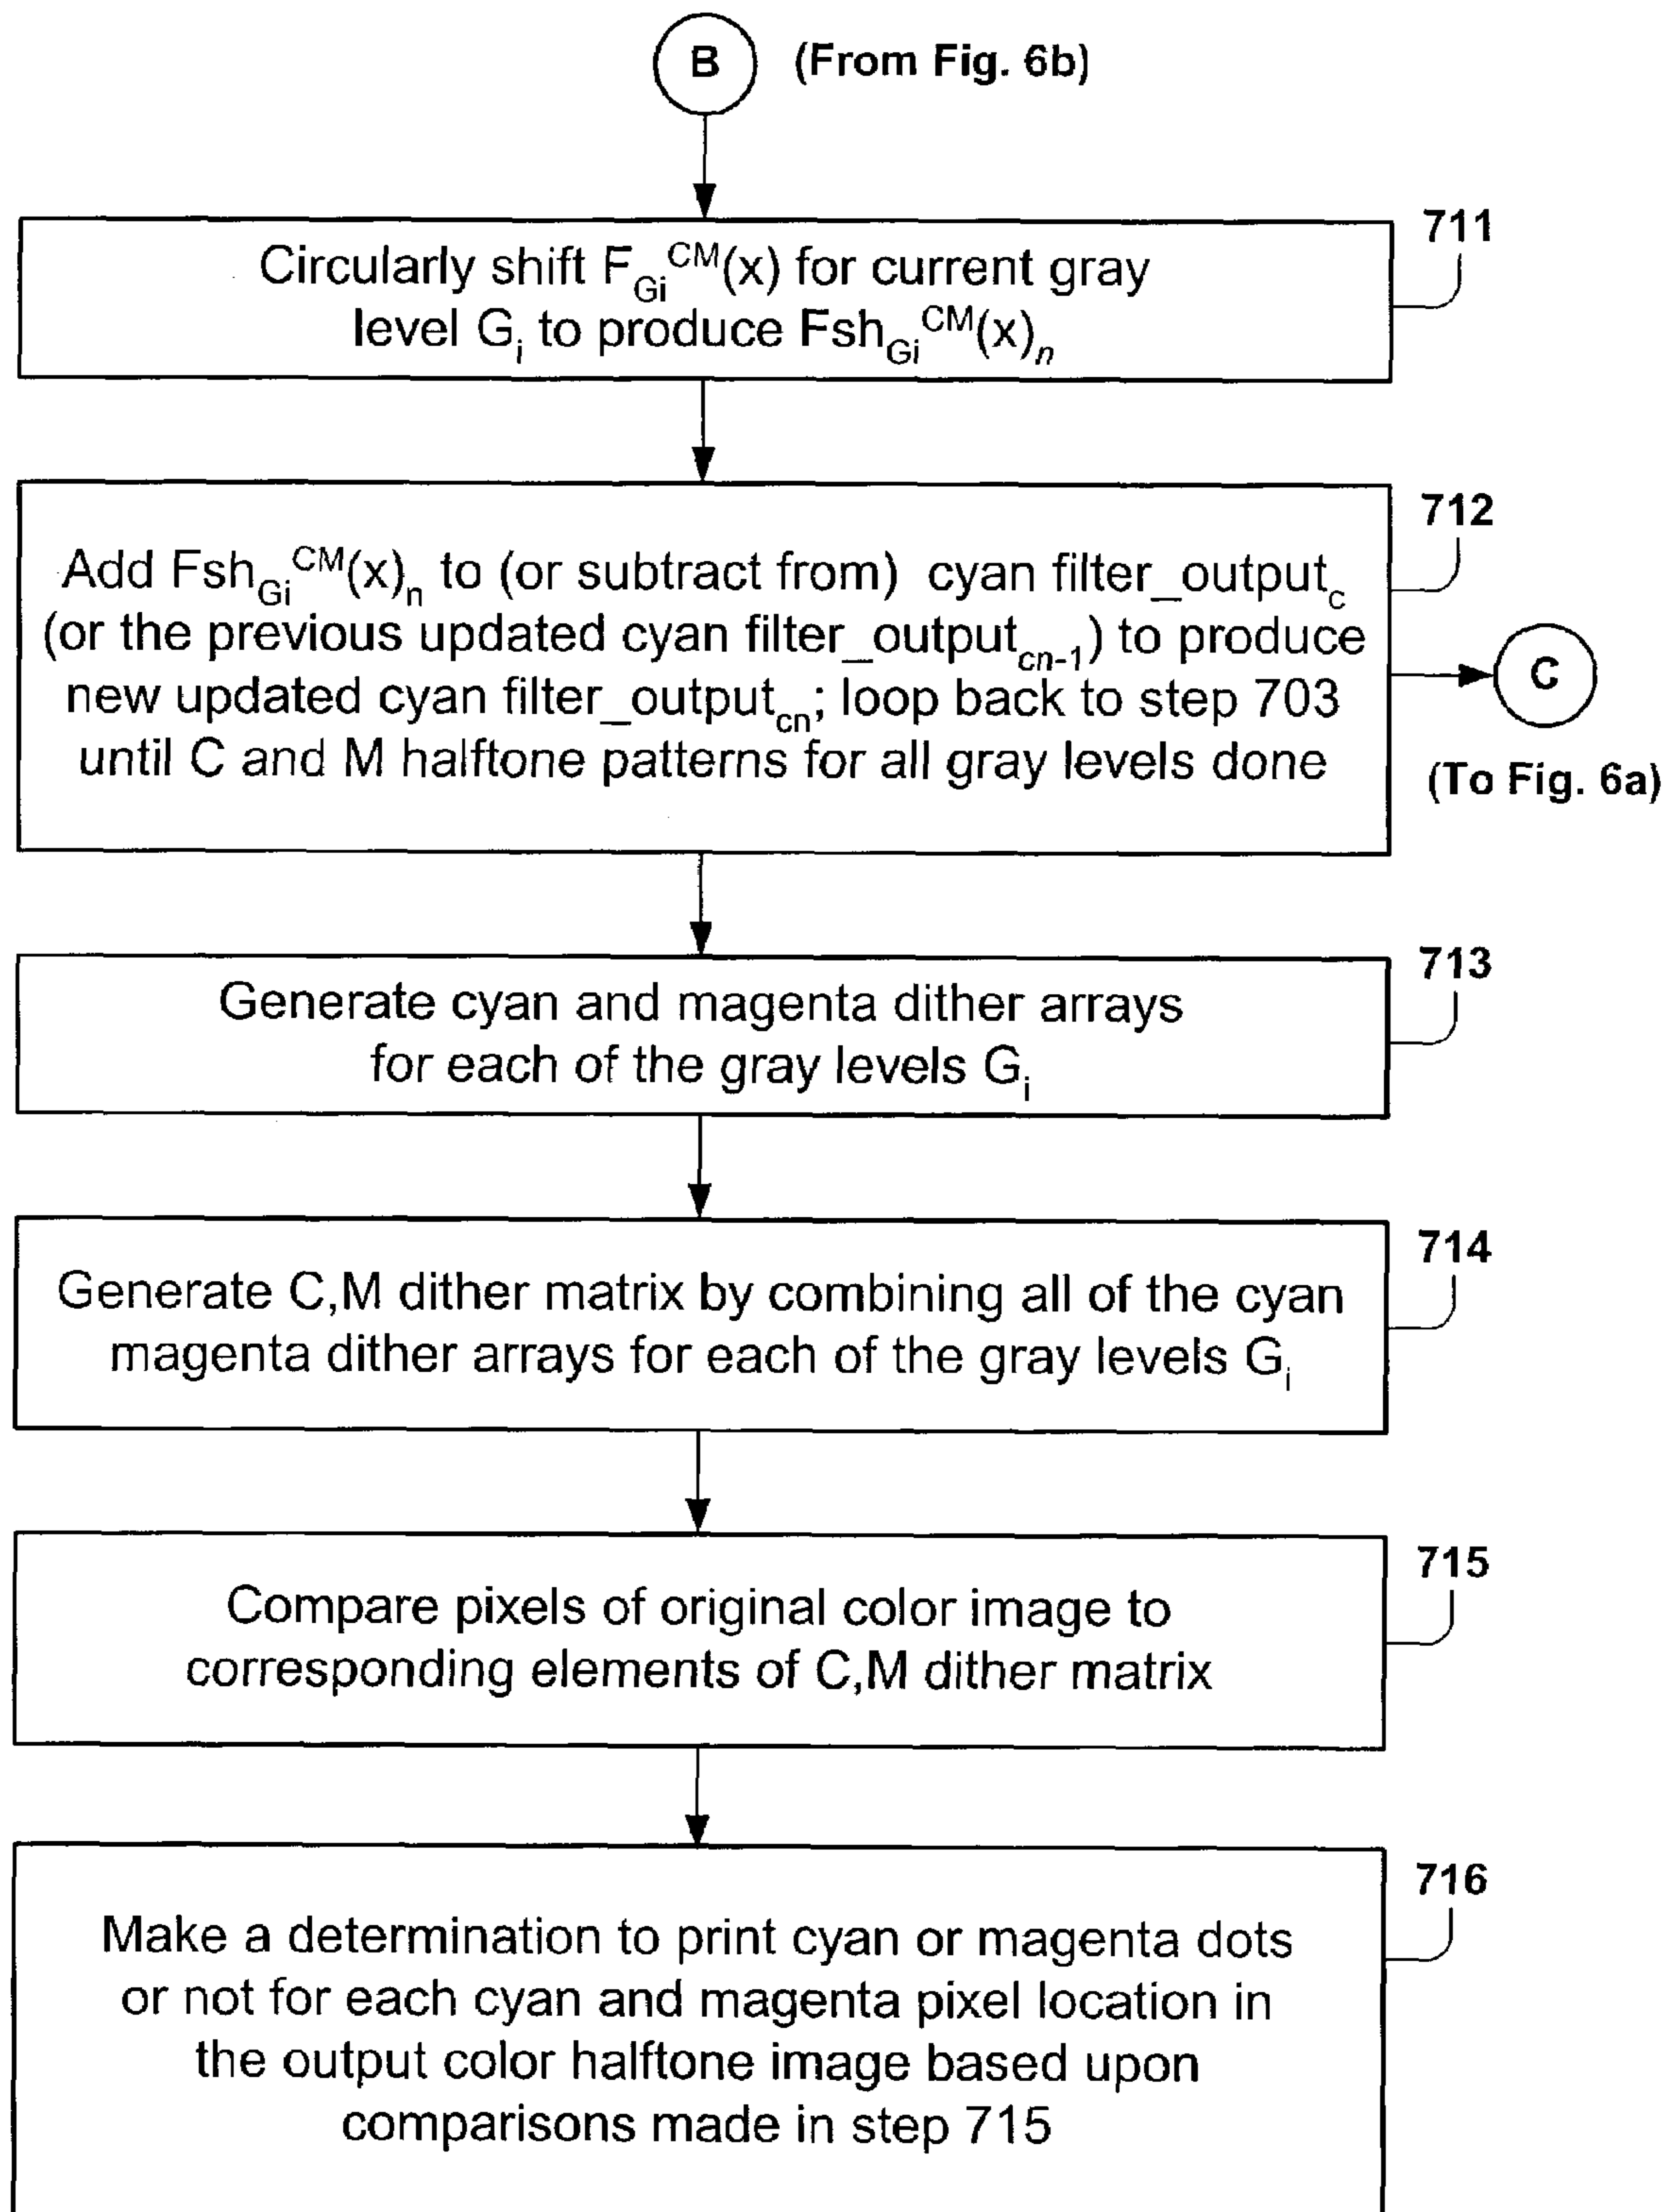 B (From Fig. 6b)
711
Circularly shift F_Gi^CM(x) for current gray
level G_i to produce Fsh_Gi^CM(x)_n
712
Add Fsh_Gi^CM(x)_n to (or subtract from) cyan filter_output_c
(or the previous updated cyan filter_output_cn-1) to produce
new updated cyan filter_output_cn; loop back to step 703
until C and M halftone patterns for all gray levels done
C
(To Fig. 6a)
713
Generate cyan and magenta dither arrays
for each of the gray levels G_i
714
Generate C,M dither matrix by combining all of the cyan
magenta dither arrays for each of the gray levels G_i
715
Compare pixels of original color image to
corresponding elements of C,M dither matrix
716
Make a determination to print cyan or magenta dots
or not for each cyan and magenta pixel location in
the output color halftone image based upon
comparisons made in step 715